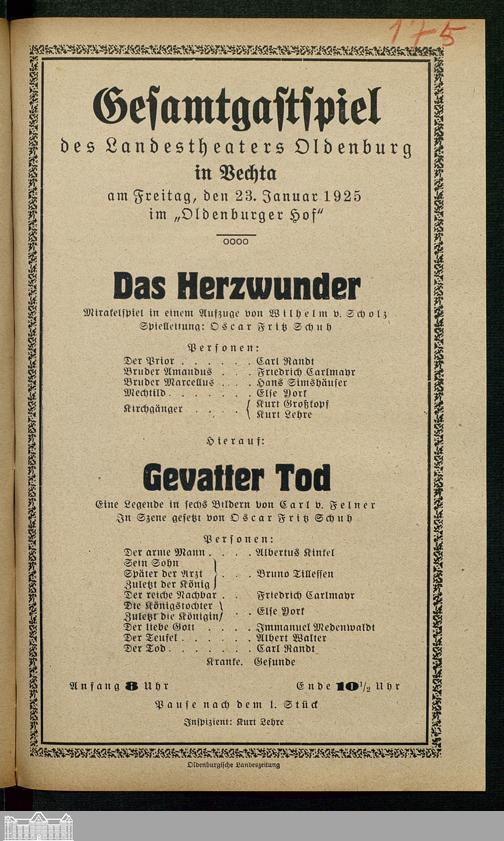 175
Gesamtgastspiel
des Landestheaters Oldenburg
in Vechta
am Freitag, den 23. Januar 1925
im „Oldenburger Hof“
oooo
Das Herzwunder
Mirakelspiel in einem Aufzuge von Wilhelm v. Scholz
Spielleitung: Oscar Fritz Schuh
Personen:
Der Prior . . . . . . Carl Randt
Bruder Amandus . . . Friedrich Carlmayr
Bruder Marcellus . . . Hans Simshäuser
Mechtild . . . . . . Else York
Kirchgänger . . . . . { Kurt Großkopf
Kurt Lehre
Hierauf:
Gevatter Tod
Eine Legende in sechs Bildern von Carl v. Felner
In Szene gesetzt von Oscar Fritz Schuh
Personen:
Der arme Mann . . . . Albertus Kinkel
Sein Sohn }
Später der Arzt } . . . Bruno Tillessen
Zuletzt der König }
Der reiche Nachbar . . Friedrich Carlmayr
Die Königstochter }
Zuletzt die Königin } . . Else York
Der liebe Gott . . . . Immanuel Medenwaldt
Der Teufel . . . . . Albert Walter
Der Tod . . . . . . Carl Randt
Kranke. Gesunde
Anfang 8 Uhr Ende 10 1/2 Uhr
Pause nach dem 1. Stück
Inspizient: Kurt Lehre
Oldenburgische Landeszeitung